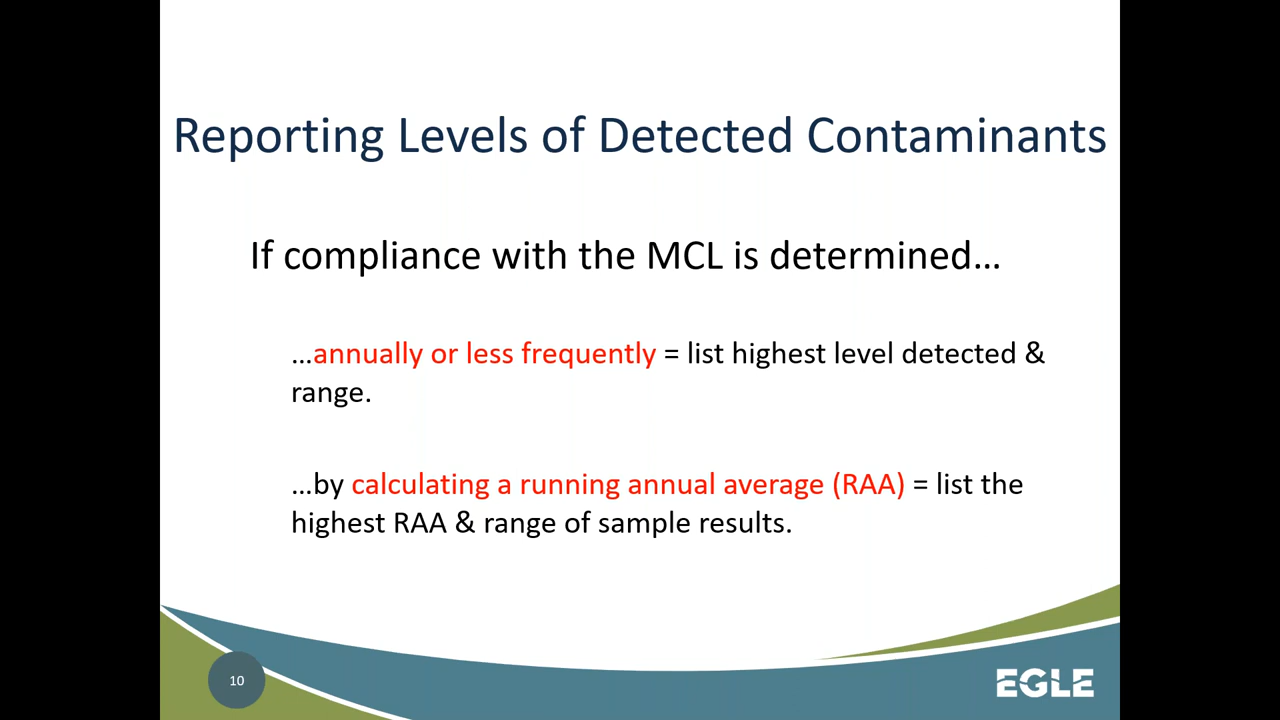 Reporting Levels of Detected Contaminants
If compliance with the MCL is determined…
…annually or less frequently = list highest level detected &
range.
…by calculating a running annual average (RAA) = list the
highest RAA & range of sample results.
10
EGLE